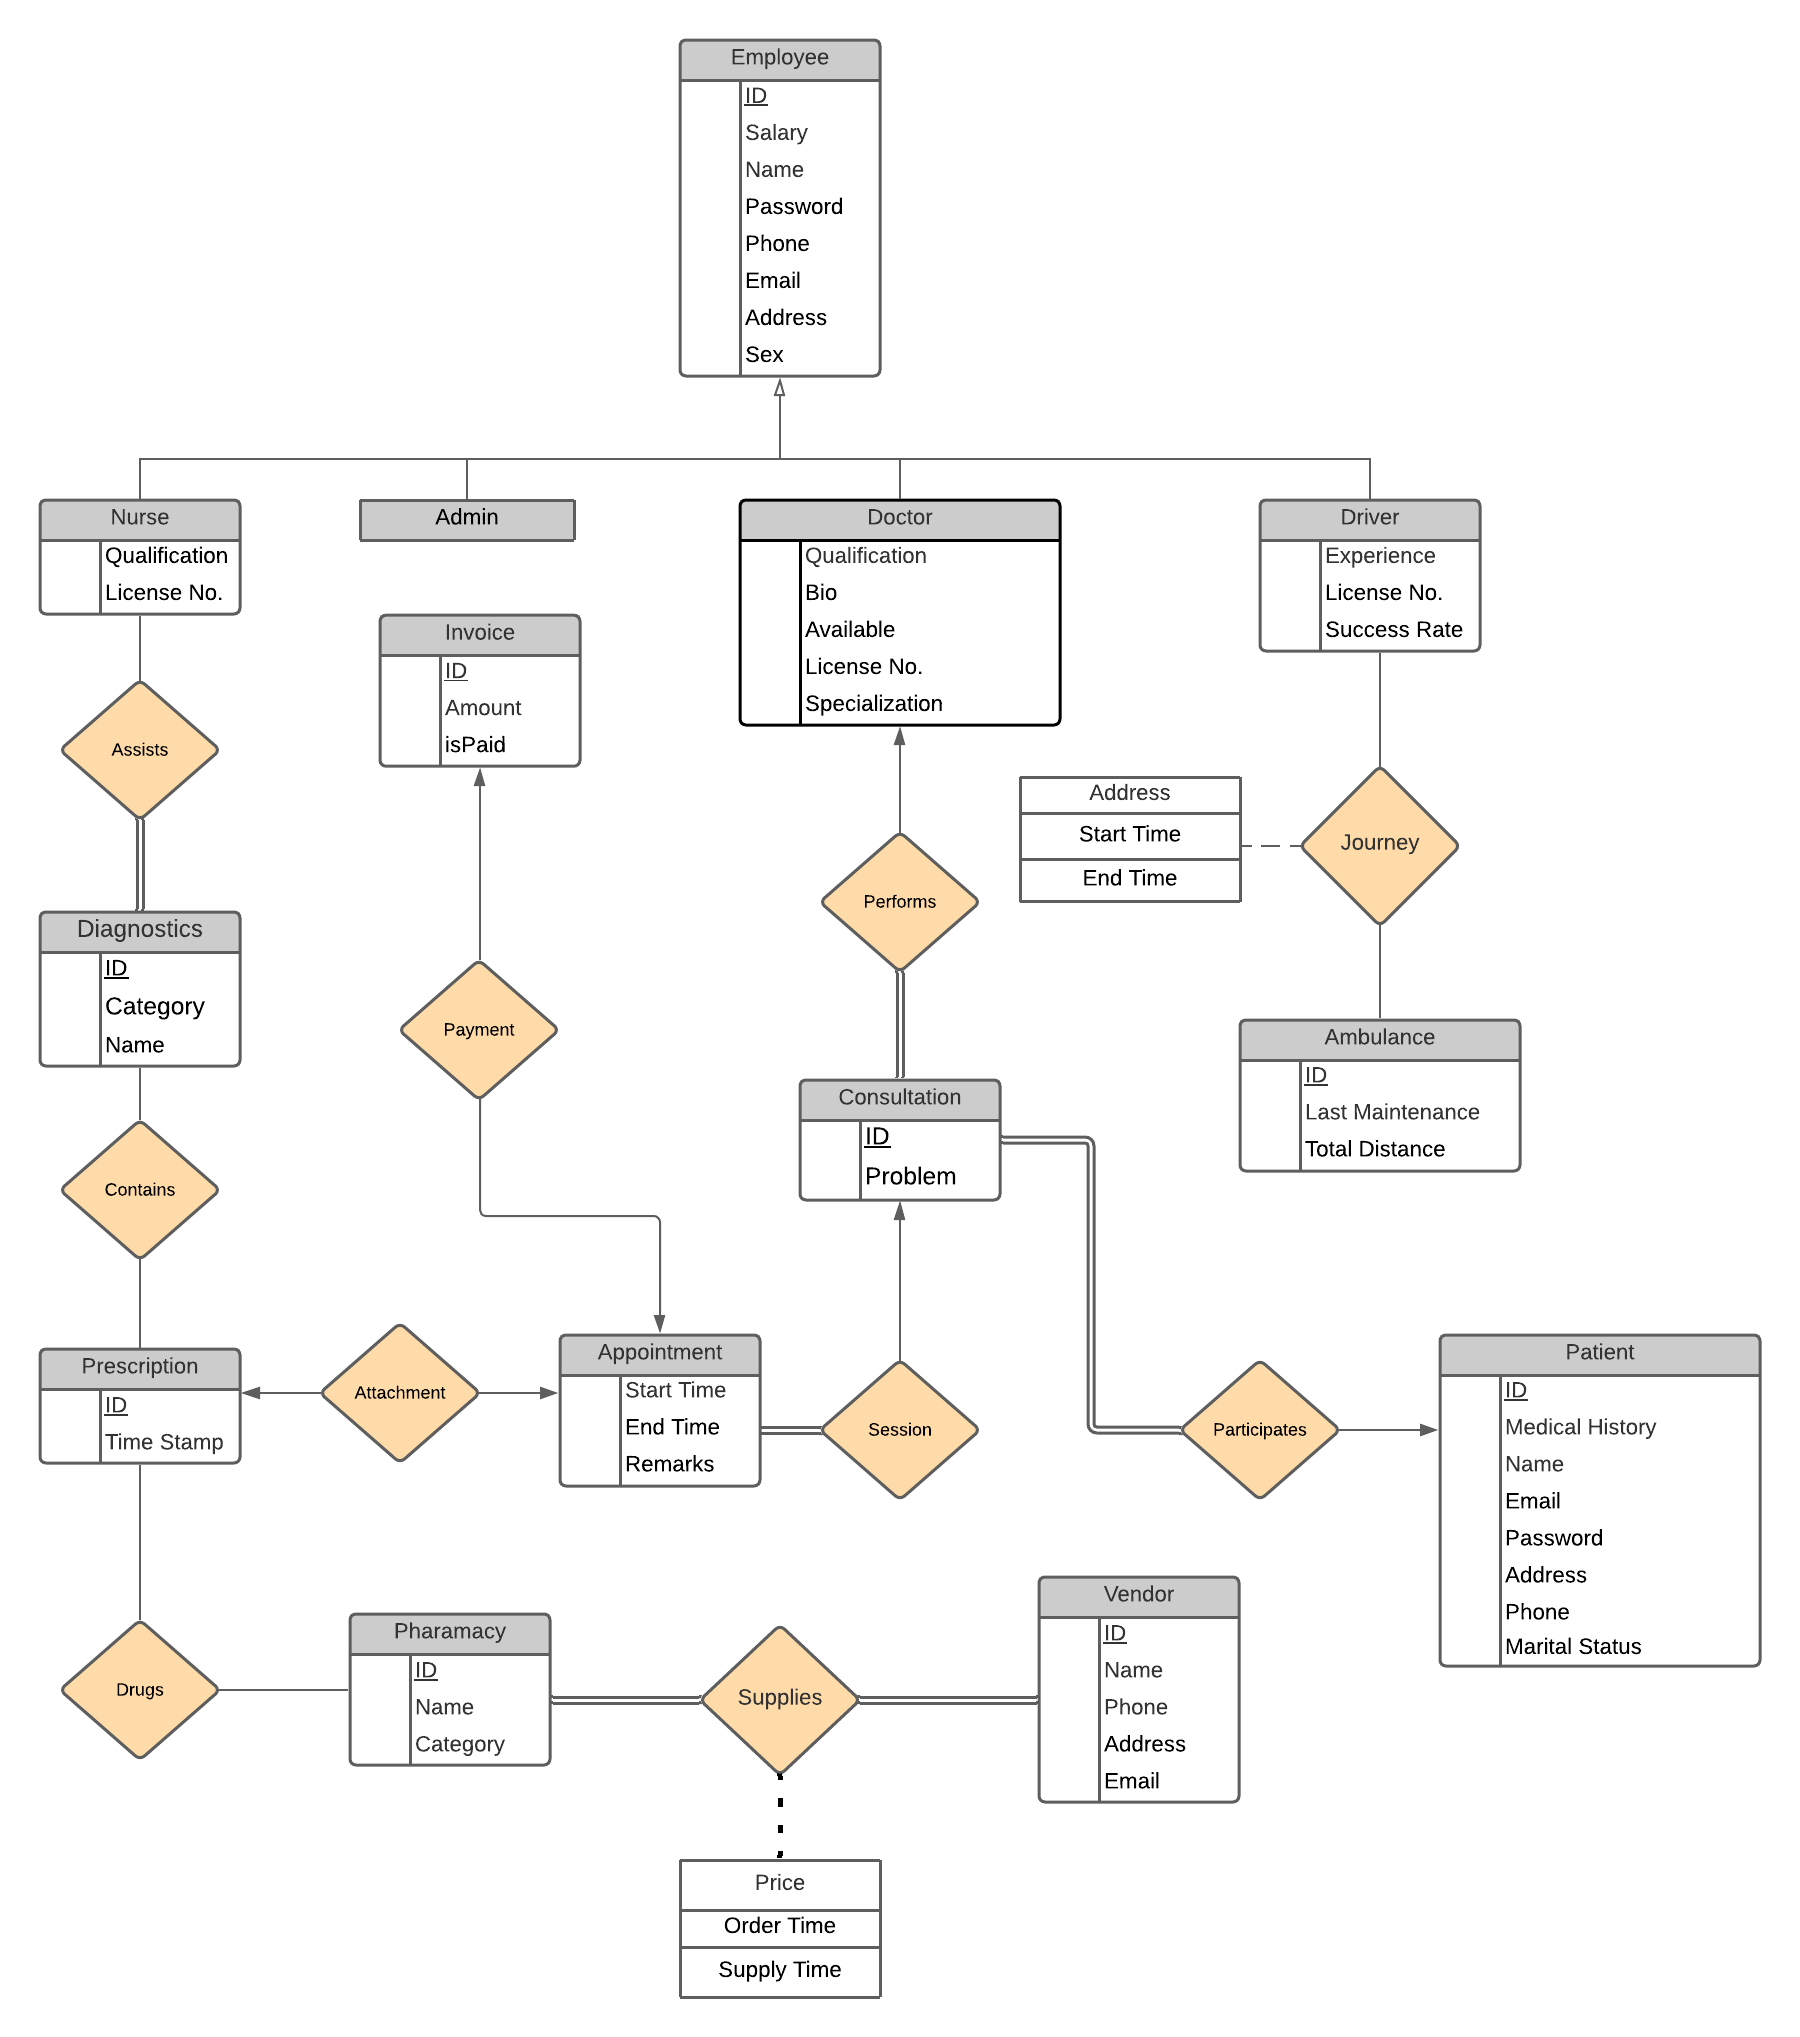 Employee
ID
Salary
Name
Password
Phone
Email
Address
Sex
Nurse
Qualification
License No.
Admin
Doctor
Qualification
Bio
Available
License No.
Specialization
Driver
Experience
License No.
Success Rate
Invoice
ID
Amount
isPaid
Assists
Address
Start Time
End Time
Journey
Performs
Diagnostics
ID
Category
Name
Payment
Ambulance
ID
Last Maintenance
Total Distance
Consultation
ID
Problem
Contains
Prescription
ID
Time Stamp
Attachment
Appointment
Start Time
End Time
Remarks
Session
Participates
Patient
ID
Medical History
Name
Email
Password
Address
Phone
Marital Status
Drugs
Pharamacy
ID
Name
Category
Supplies
Vendor
ID
Name
Phone
Address
Email
Price
Order Time
Supply Time